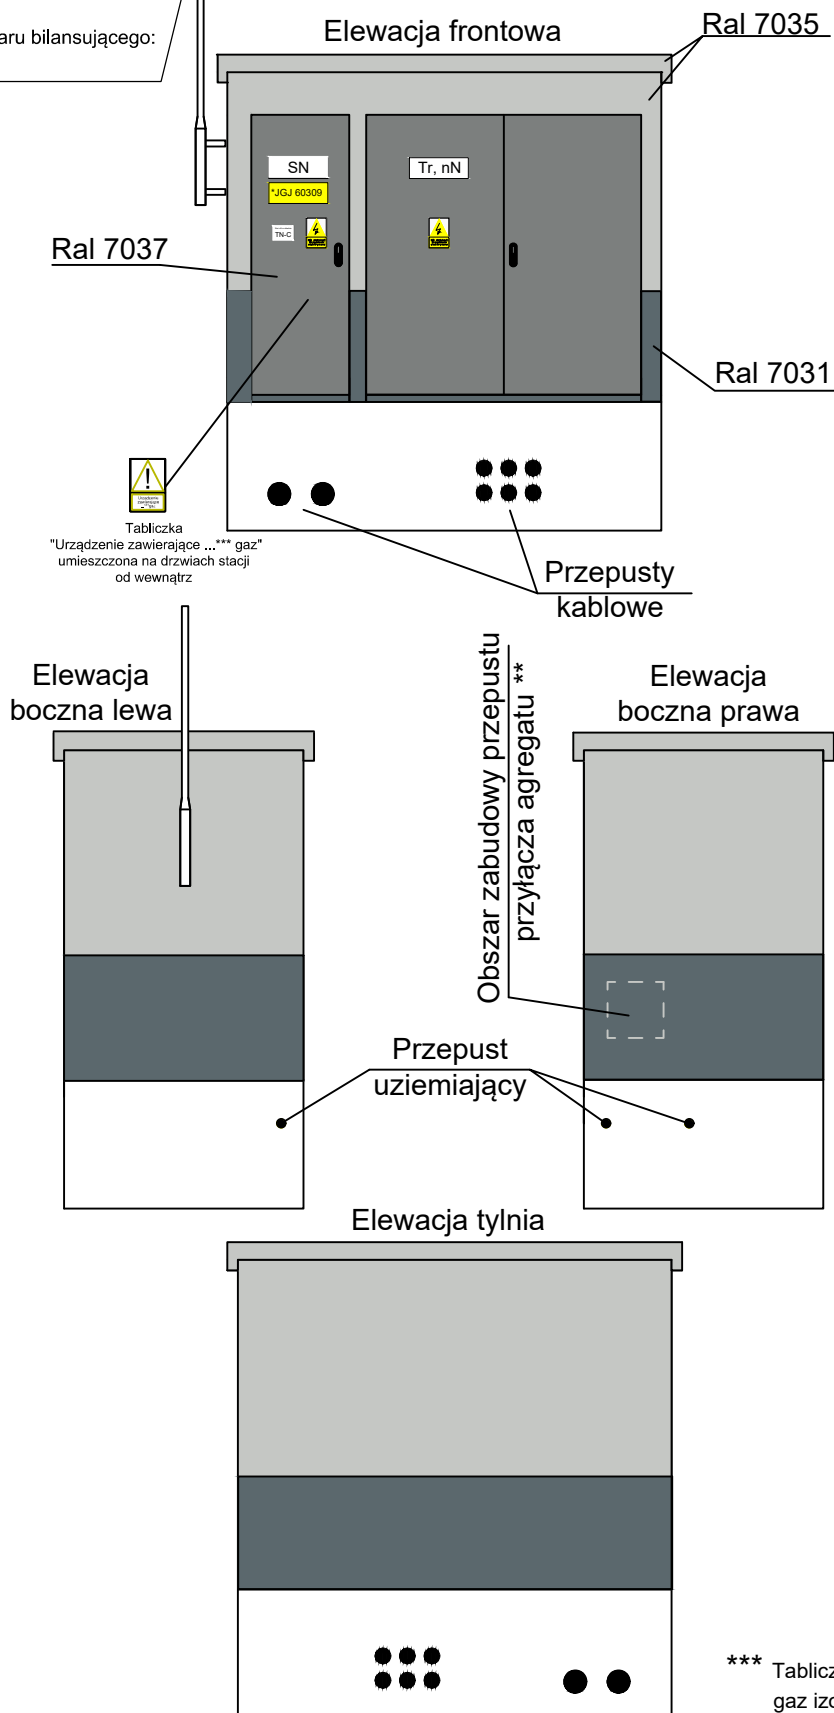 aru bilansującego:
Elewacja frontowa
Ral 7035
SN
*JGJ 60309
TN-C
Tr, nN
Ral 7037
Ral 7031
Tabliczka
"Urządzenie zawierające ...*** gaz"
umieszczona na drzwiach stacji
od wewnątrz
Przepusty
kablowe
Elewacja
boczna lewa
Obszar zabudowy przepustu
przyłącza agregatu **
Elewacja
boczna prawa
Przepust
uziemiający
Elewacja tylnia
*** Tablicz
gaz izo